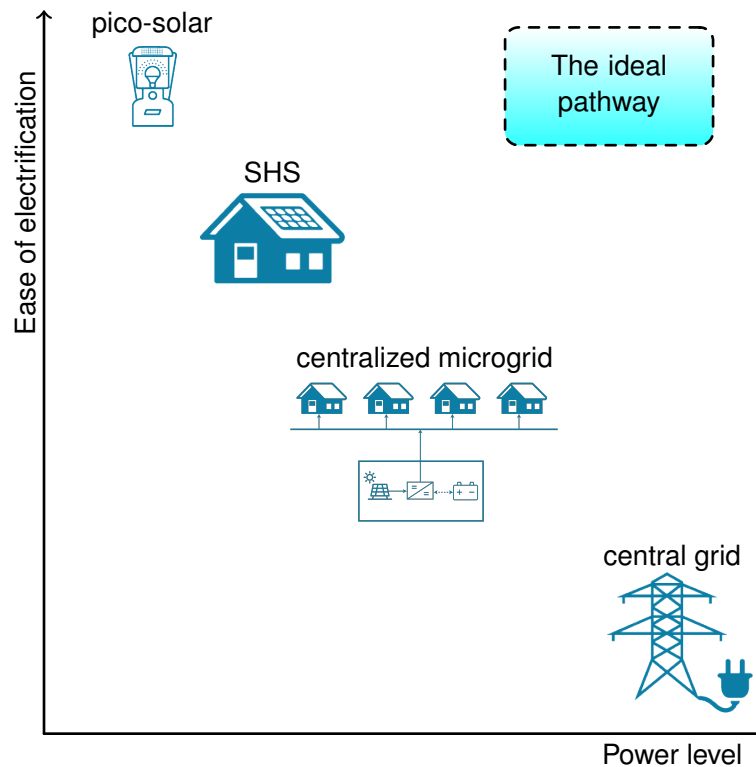 pico-solar
The ideal
pathway
SHS
Ease of electrification
centralized microgrid
central grid
Power level